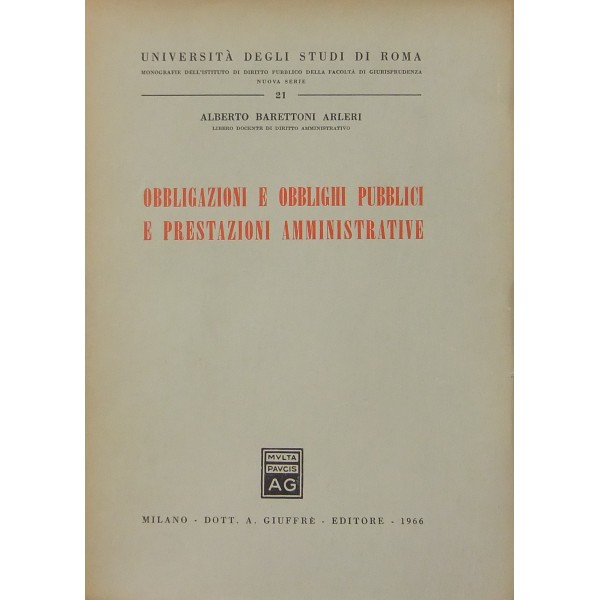 UNIVERSITÀ DEGLI STUDI DI ROMA
MONOGRAFIE DELL'ISTITUTO DI DIRITTO PUBBLICO DELLA FACOLTÀ DI GIURISPRUDENZA
NUOVA SERIE
21
ALBERTO BARETTONI ARLERI
LIBERO DOCENTE DI DIRITTO AMMINISTRATIVO
OBBLIGAZIONI E OBBLIGHI PUBBLICI
E PRESTAZIONI AMMINISTRATIVE
MVLTA
PAVCIS
AG
MILANO - DOTT. A. GIUFFRÈ - EDITORE - 1966